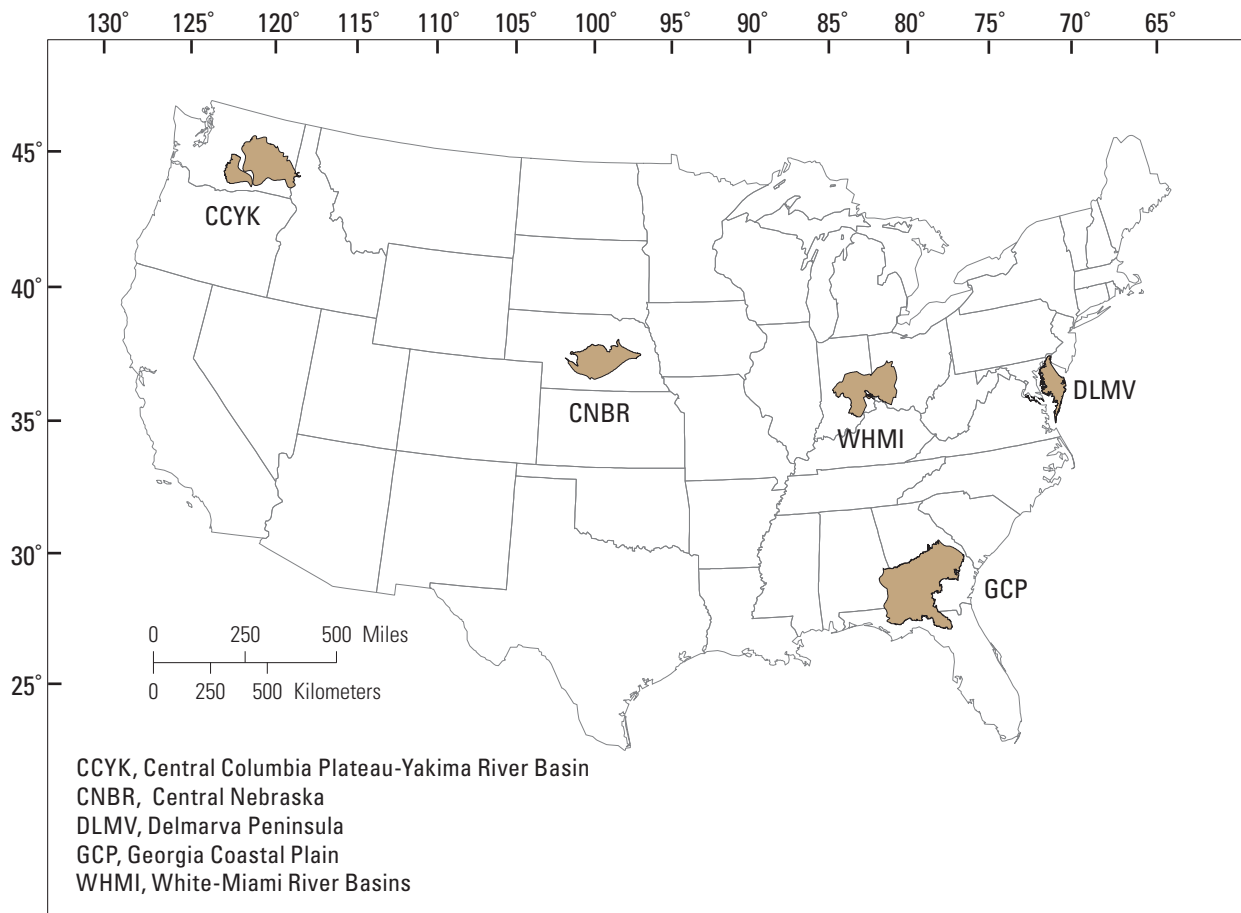 130° 125° 120° 115° 110° 105° 100° 95° 90° 85° 80° 75° 70° 65°
45°
CCYK
40°
DLMV
CNBR
35°
WHMI
30°
GCP
0 250 500 Miles
25°
0 250 500 Kilometers
CCYK, Central Columbia Plateau-Yakima River Basin
CNBR, Central Nebraska
DLMV, Delmarva Peninsula
GCP, Georgia Coastal Plain
WHMI, White-Miami River Basins